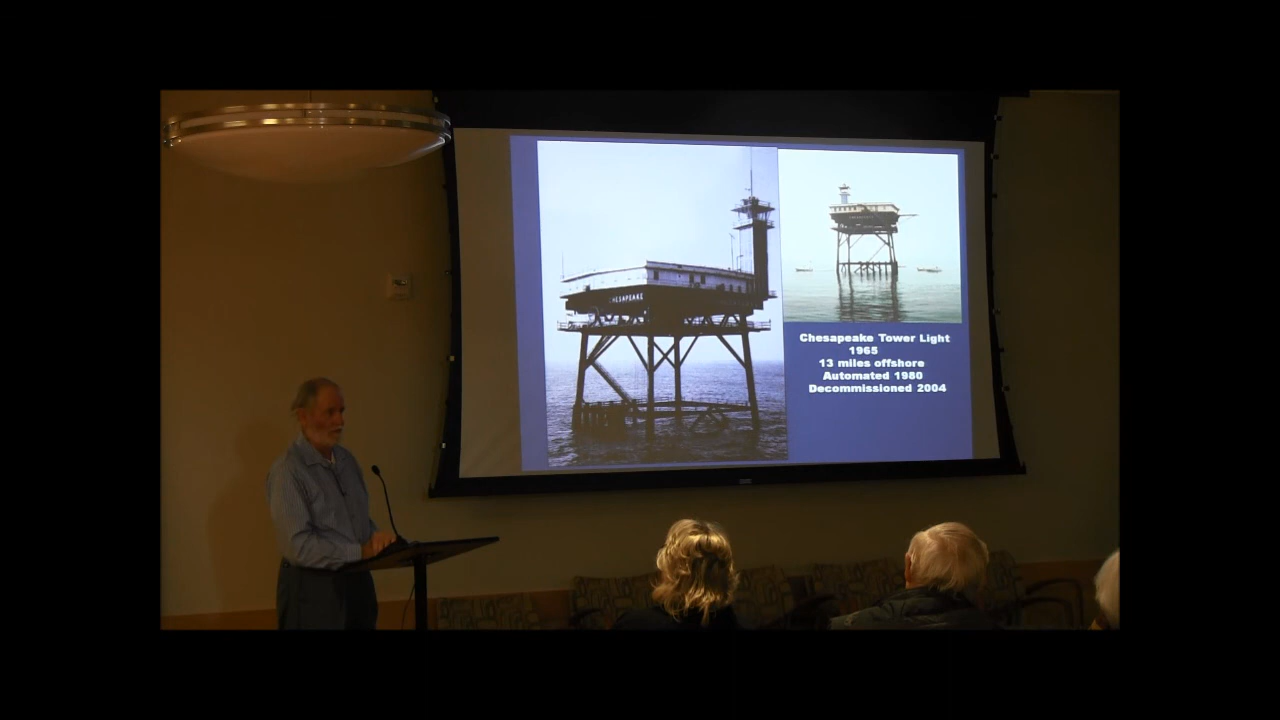 CHESAPEAKE
Chesapeake Tower Light
1965
13 miles offshore
Automated 1980
Decommissioned 2004